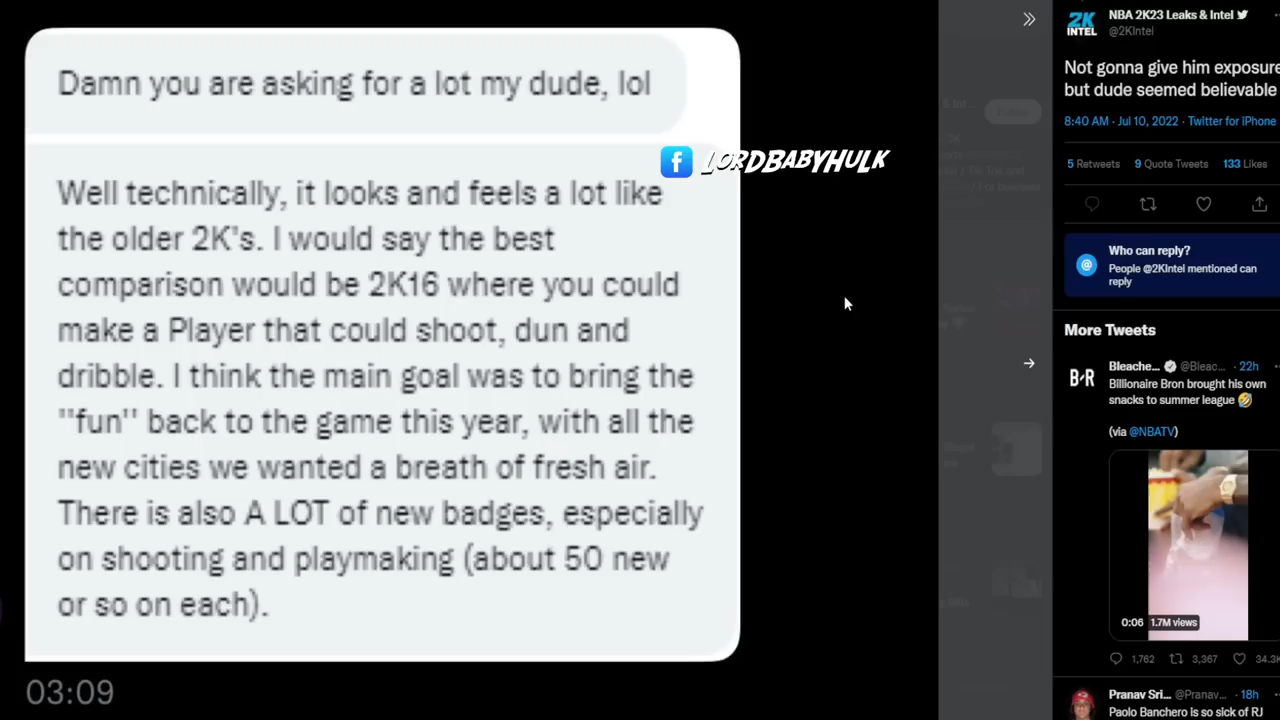 Damn you are asking for a lot my dude, lol
LORDBABYHULK
Well technically, it looks and feels a lot like
the older 2K's. I would say the best
comparison would be 2K16 where you could
make a Player that could shoot, dun and
dribble. I think the main goal was to bring the
"fun" back to the game this year, with all the
new cities we wanted a breath of fresh air.
There is also A LOT of new badges, especially
on shooting and playmaking (about 50 new
or so on each).
03:09
2K
INTEL
NBA 2K23 Leaks & Intel
@2KIntel
Not gonna give him exposure
but dude seemed believable
8:40 AM · Jul 10, 2022 · Twitter for iPhone
5 Retweets 9 Quote Tweets 133 Likes
Who can reply?
People @2KIntel mentioned can
reply
More Tweets
B/R
Bleache... @Bleac... · 22h
Billionaire Bron brought his own
snacks to summer league
(via @NBATV)
0:06 1.7M views
1,762 3,367 34.3K
Pranav Sri... @Pranav... · 18h
Paolo Banchero is so sick of RJ